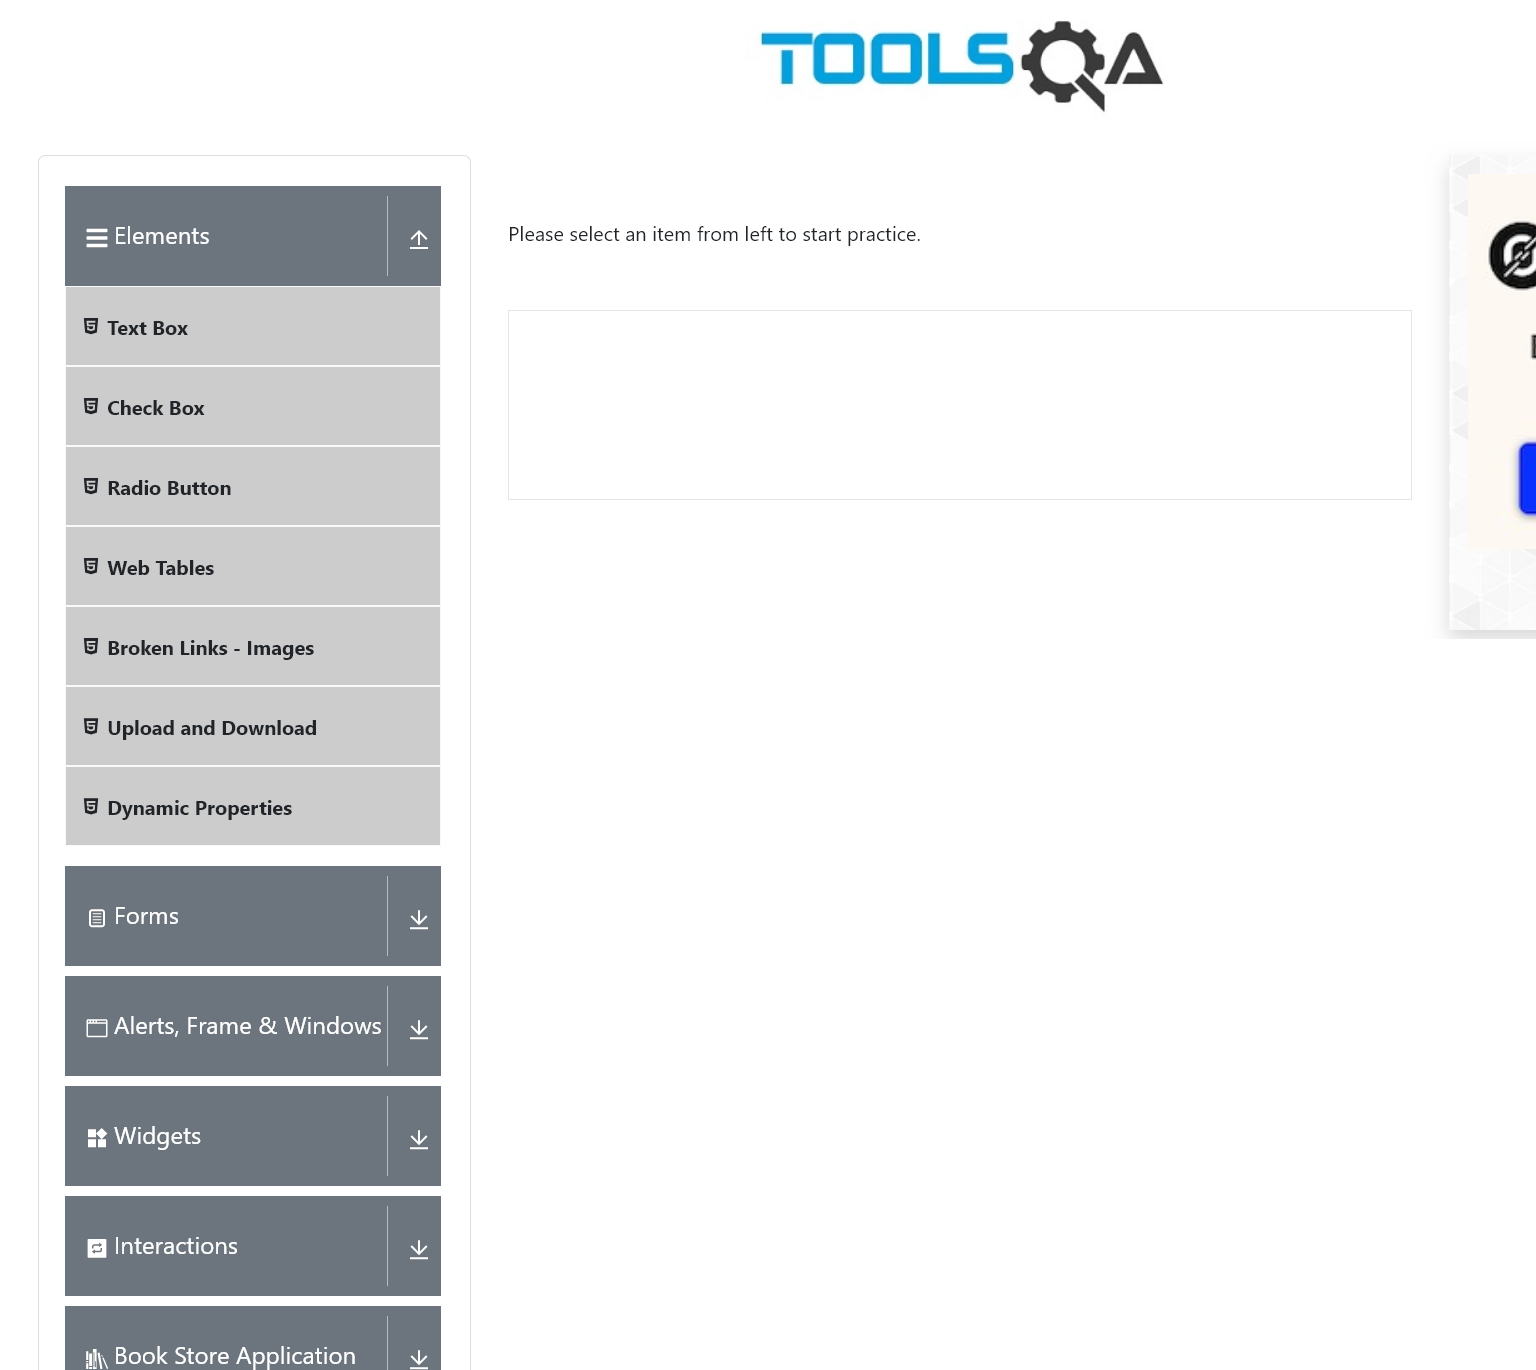 TOOLSQA
Elements
Text Box
Check Box
Radio Button
Web Tables
Broken Links - Images
Upload and Download
Dynamic Properties
Forms
Alerts, Frame & Windows
Widgets
Interactions
Book Store Application
Please select an item from left to start practice.